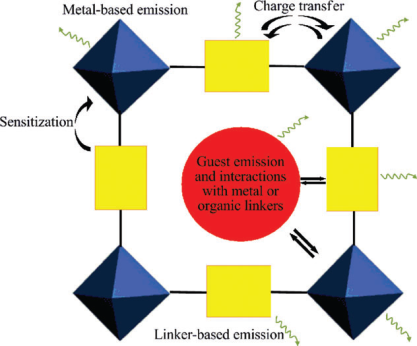 Metal-based emission
Charge transfer
Sensitization
Guest emission
and interactions
with metal or
organic linkers
Linker-based emission